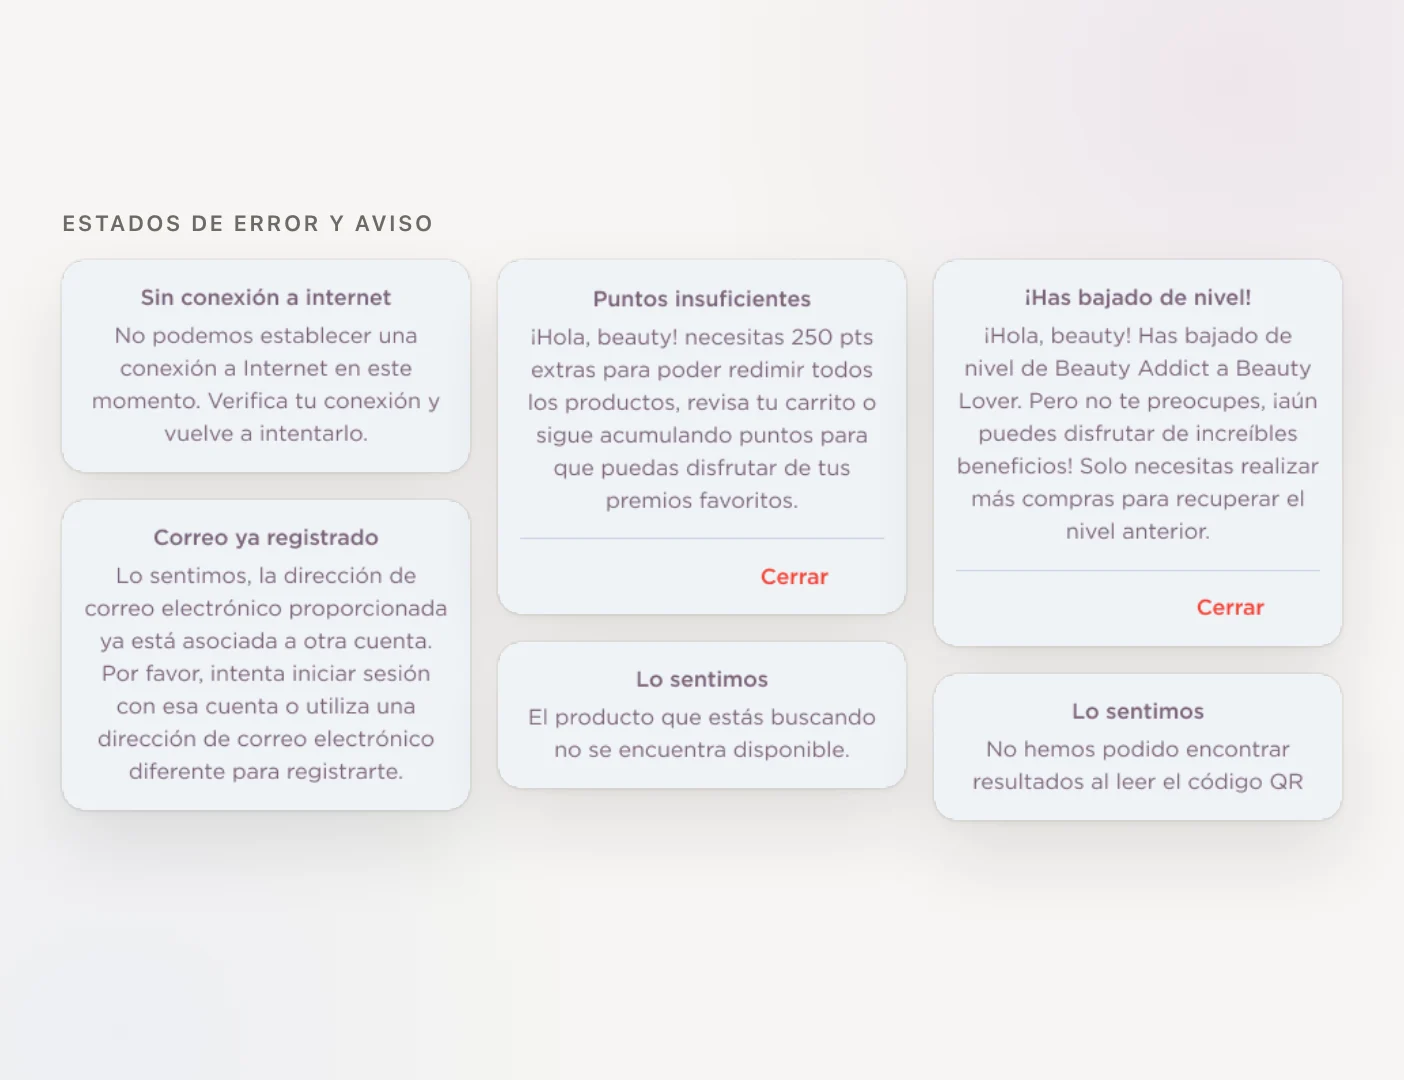 ESTADOS DE ERROR Y AVISO
Sin conexión a internet
No podemos establecer una
conexión a Internet en este
momento. Verifica tu conexión y
vuelve a intentarlo.
Correo ya registrado
Lo sentimos, la dirección de
correo electrónico proporcionada
ya está asociada a otra cuenta.
Por favor, intenta iniciar sesión
con esa cuenta o utiliza una
dirección de correo electrónico
diferente para registrarte.
Puntos insuficientes
¡Hola, beauty! necesitas 250 pts
extras para poder redimir todos
los productos, revisa tu carrito o
sigue acumulando puntos para
que puedas disfrutar de tus
premios favoritos.
Cerrar
Lo sentimos
El producto que estás buscando
no se encuentra disponible.
¡Has bajado de nivel!
¡Hola, beauty! Has bajado de
nivel de Beauty Addict a Beauty
Lover. Pero no te preocupes, ¡aún
puedes disfrutar de increíbles
beneficios! Solo necesitas realizar
más compras para recuperar el
nivel anterior.
Cerrar
Lo sentimos
No hemos podido encontrar
resultados al leer el código QR